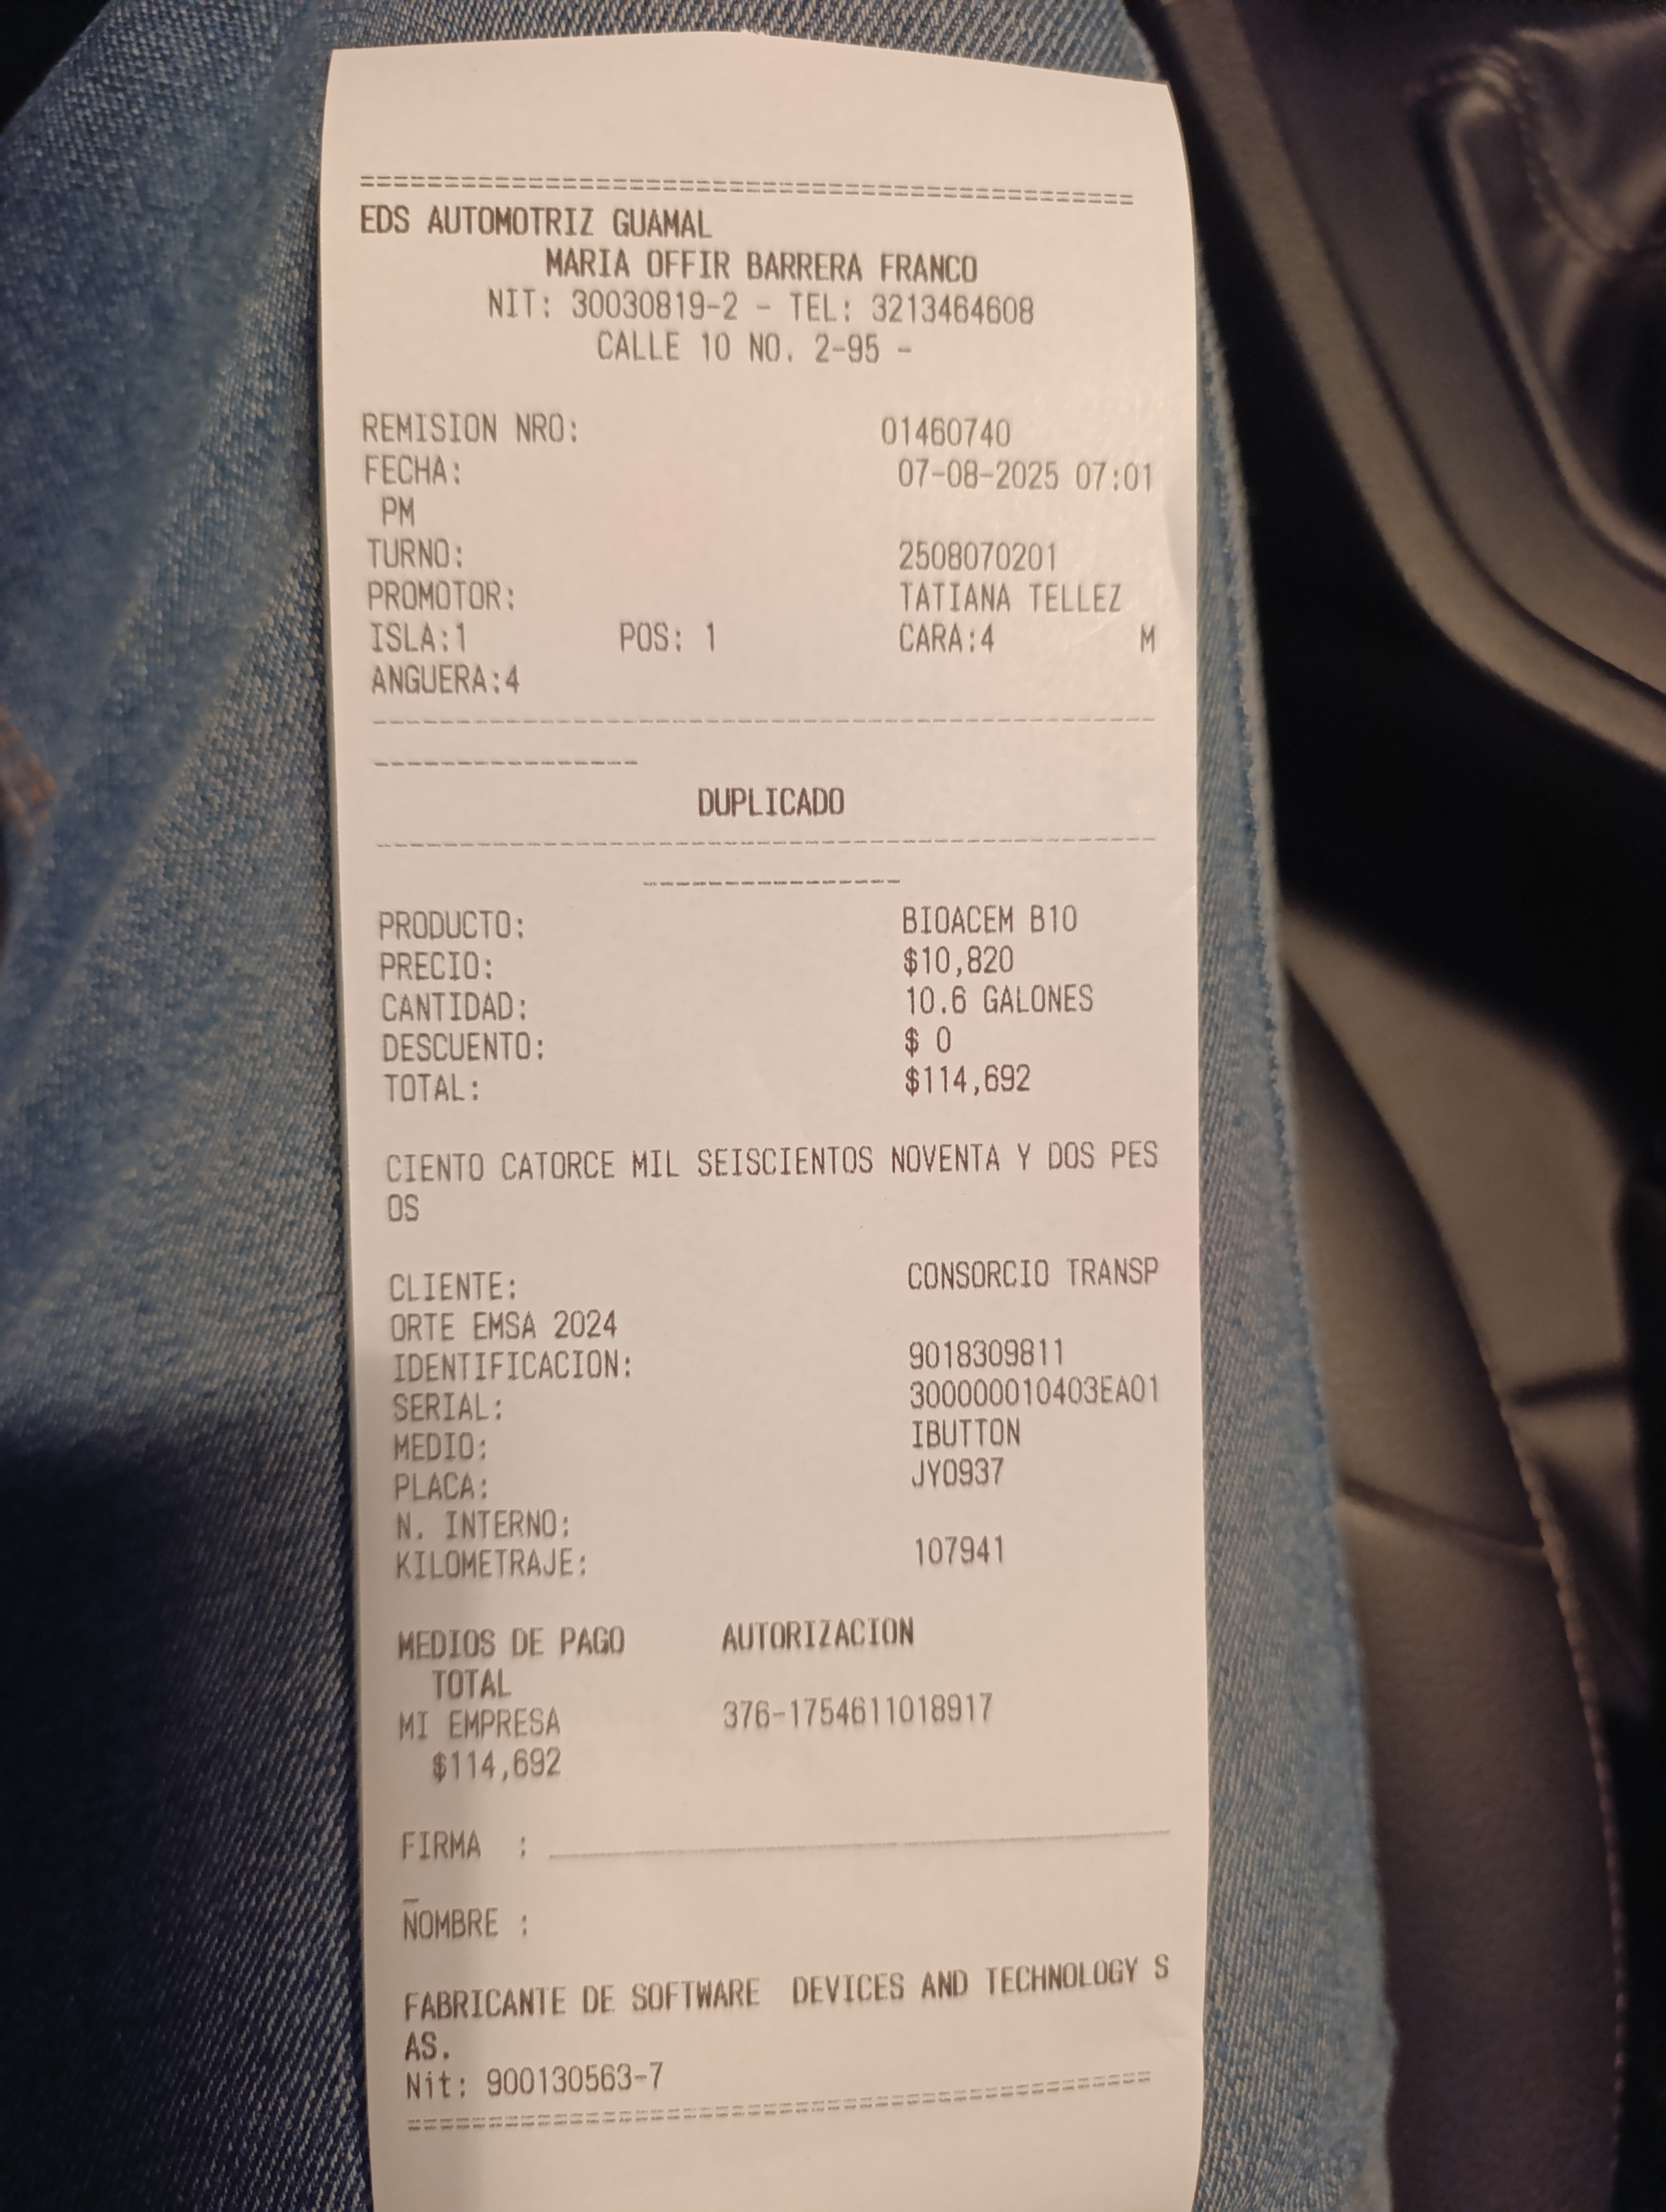 EDS AUTOMOTRIZ GUAMAL
MARIA OFFIR BARRERA FRANCO
NIT: 30030819-2 - TEL: 3213464608
CALLE 10 NO. 2-95 -
REMISION NRO: 01460740
FECHA: 07-08-2025 07:01
PM
TURNO: 2508070201
PROMOTOR: TATIANA TELLEZ
ISLA:1 POS: 1 CARA:4 M
ANGUERA:4
DUPLICADO
PRODUCTO: BIOACEM B10
PRECIO: $10,820
CANTIDAD: 10.6 GALONES
DESCUENTO: $ 0
TOTAL: $114,692
CIENTO CATORCE MIL SEISCIENTOS NOVENTA Y DOS PES
OS
CLIENTE: CONSORCIO TRANSP
ORTE EMSA 2024
IDENTIFICACION: 9018309811
SERIAL: 300000010403EA01
MEDIO: IBUTTON
PLACA: JYO937
N. INTERNO:
KILOMETRAJE: 107941
MEDIOS DE PAGO AUTORIZACION
TOTAL
MI EMPRESA 376-1754611018917
$114,692
FIRMA : ______________________
_
NOMBRE :
FABRICANTE DE SOFTWARE DEVICES AND TECHNOLOGY S
AS.
Nit: 900130563-7